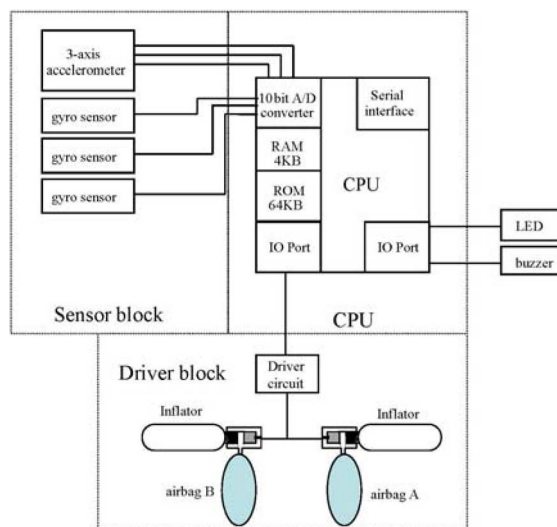 3-axis
accelerometer
gyro sensor
gyro sensor
gyro sensor
Sensor block
10bit A/D
converter
RAM
4KB
ROM
64KB
IO Port
Serial
interface
CPU
IO Port
LED
buzzer
CPU
Driver block
Driver
circuit
Inflator
Inflator
airbag B
airbag A